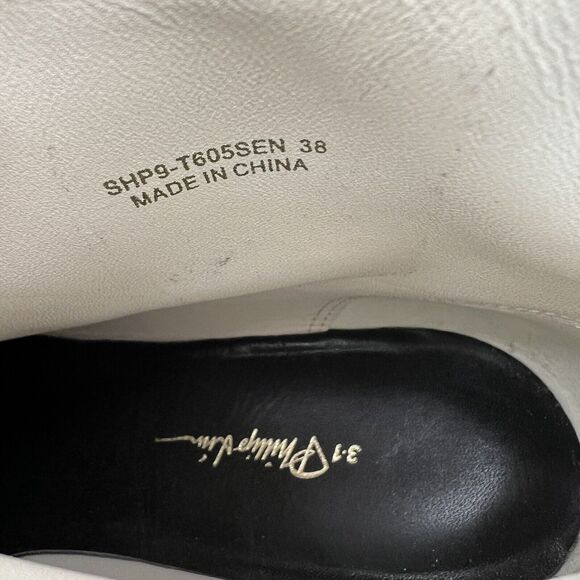 SHP9-T605SEN 38
MADE IN CHINA
3.1 Phillip Lim